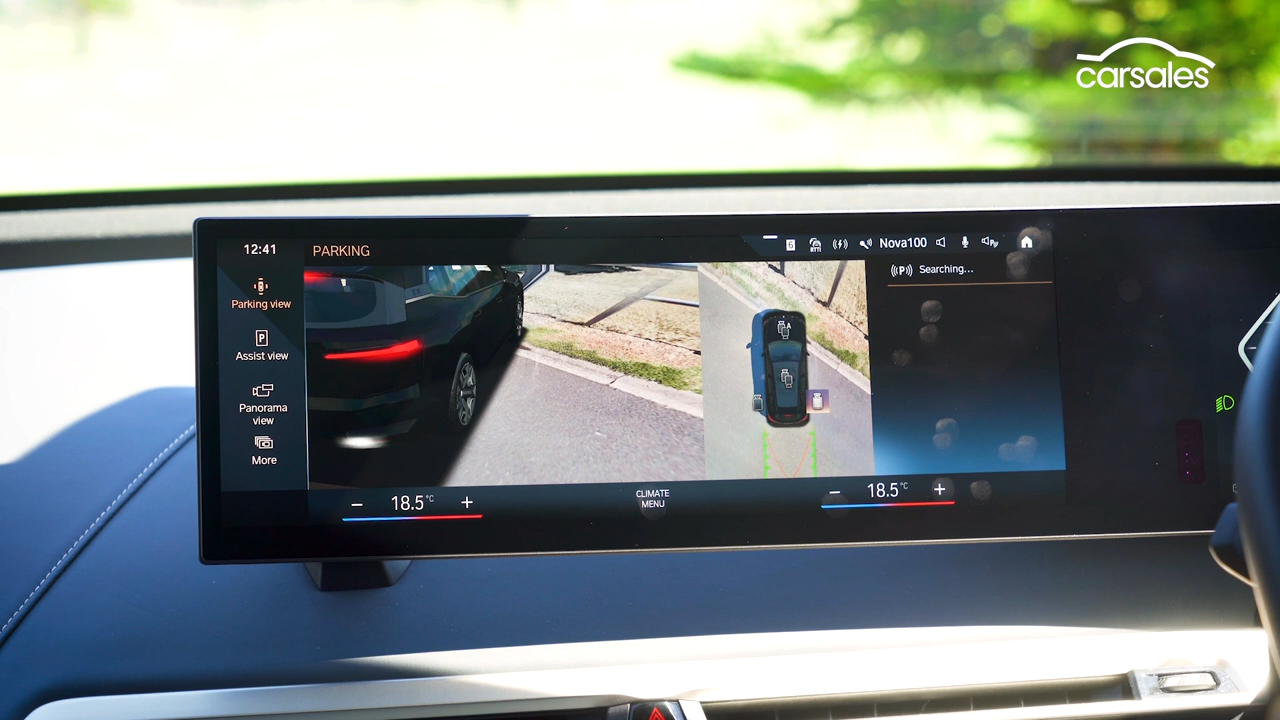 carsales
12:41
PARKING
6
Nova100
Searching...
Parking view
P
Assist view
Panorama
view
More
A
(P)
− 18.5°C +
CLIMATE
MENU
− 18.5°C +